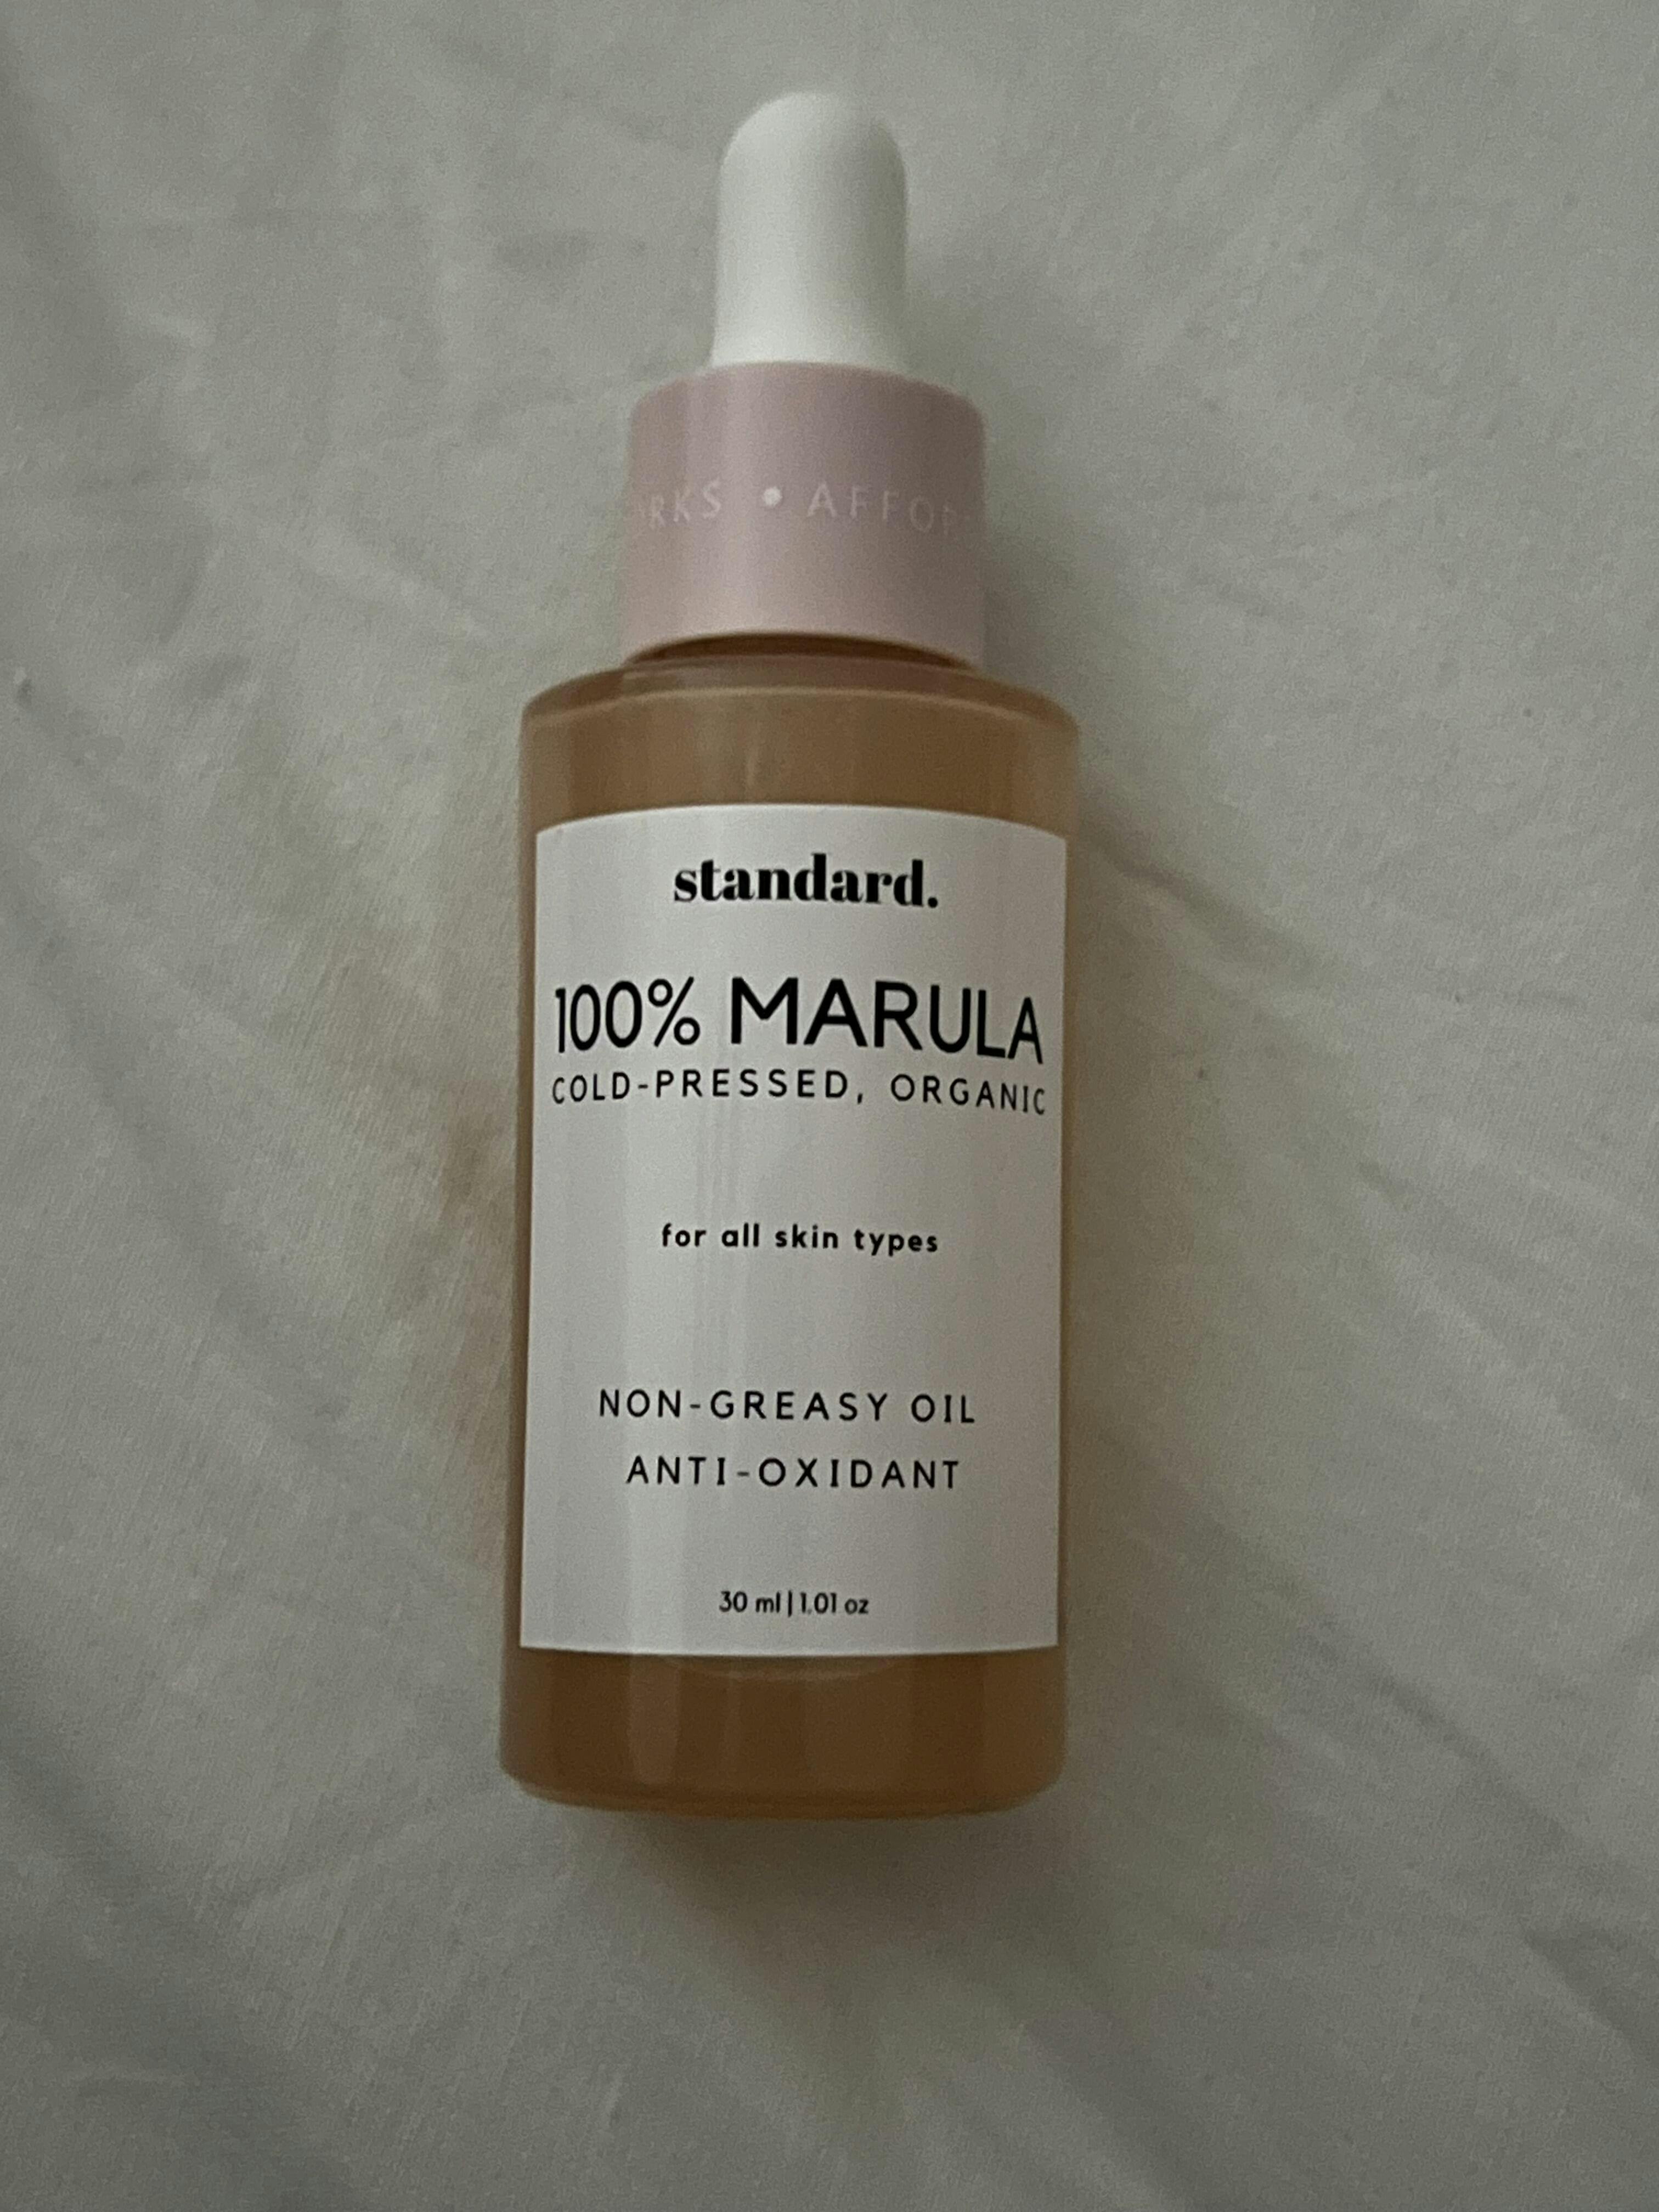 • 
standard.
100% MARULA
COLD-PRESSED, ORGANIC
for all skin types
NON-GREASY OIL
ANTI-OXIDANT
30 ml | 1.01 oz